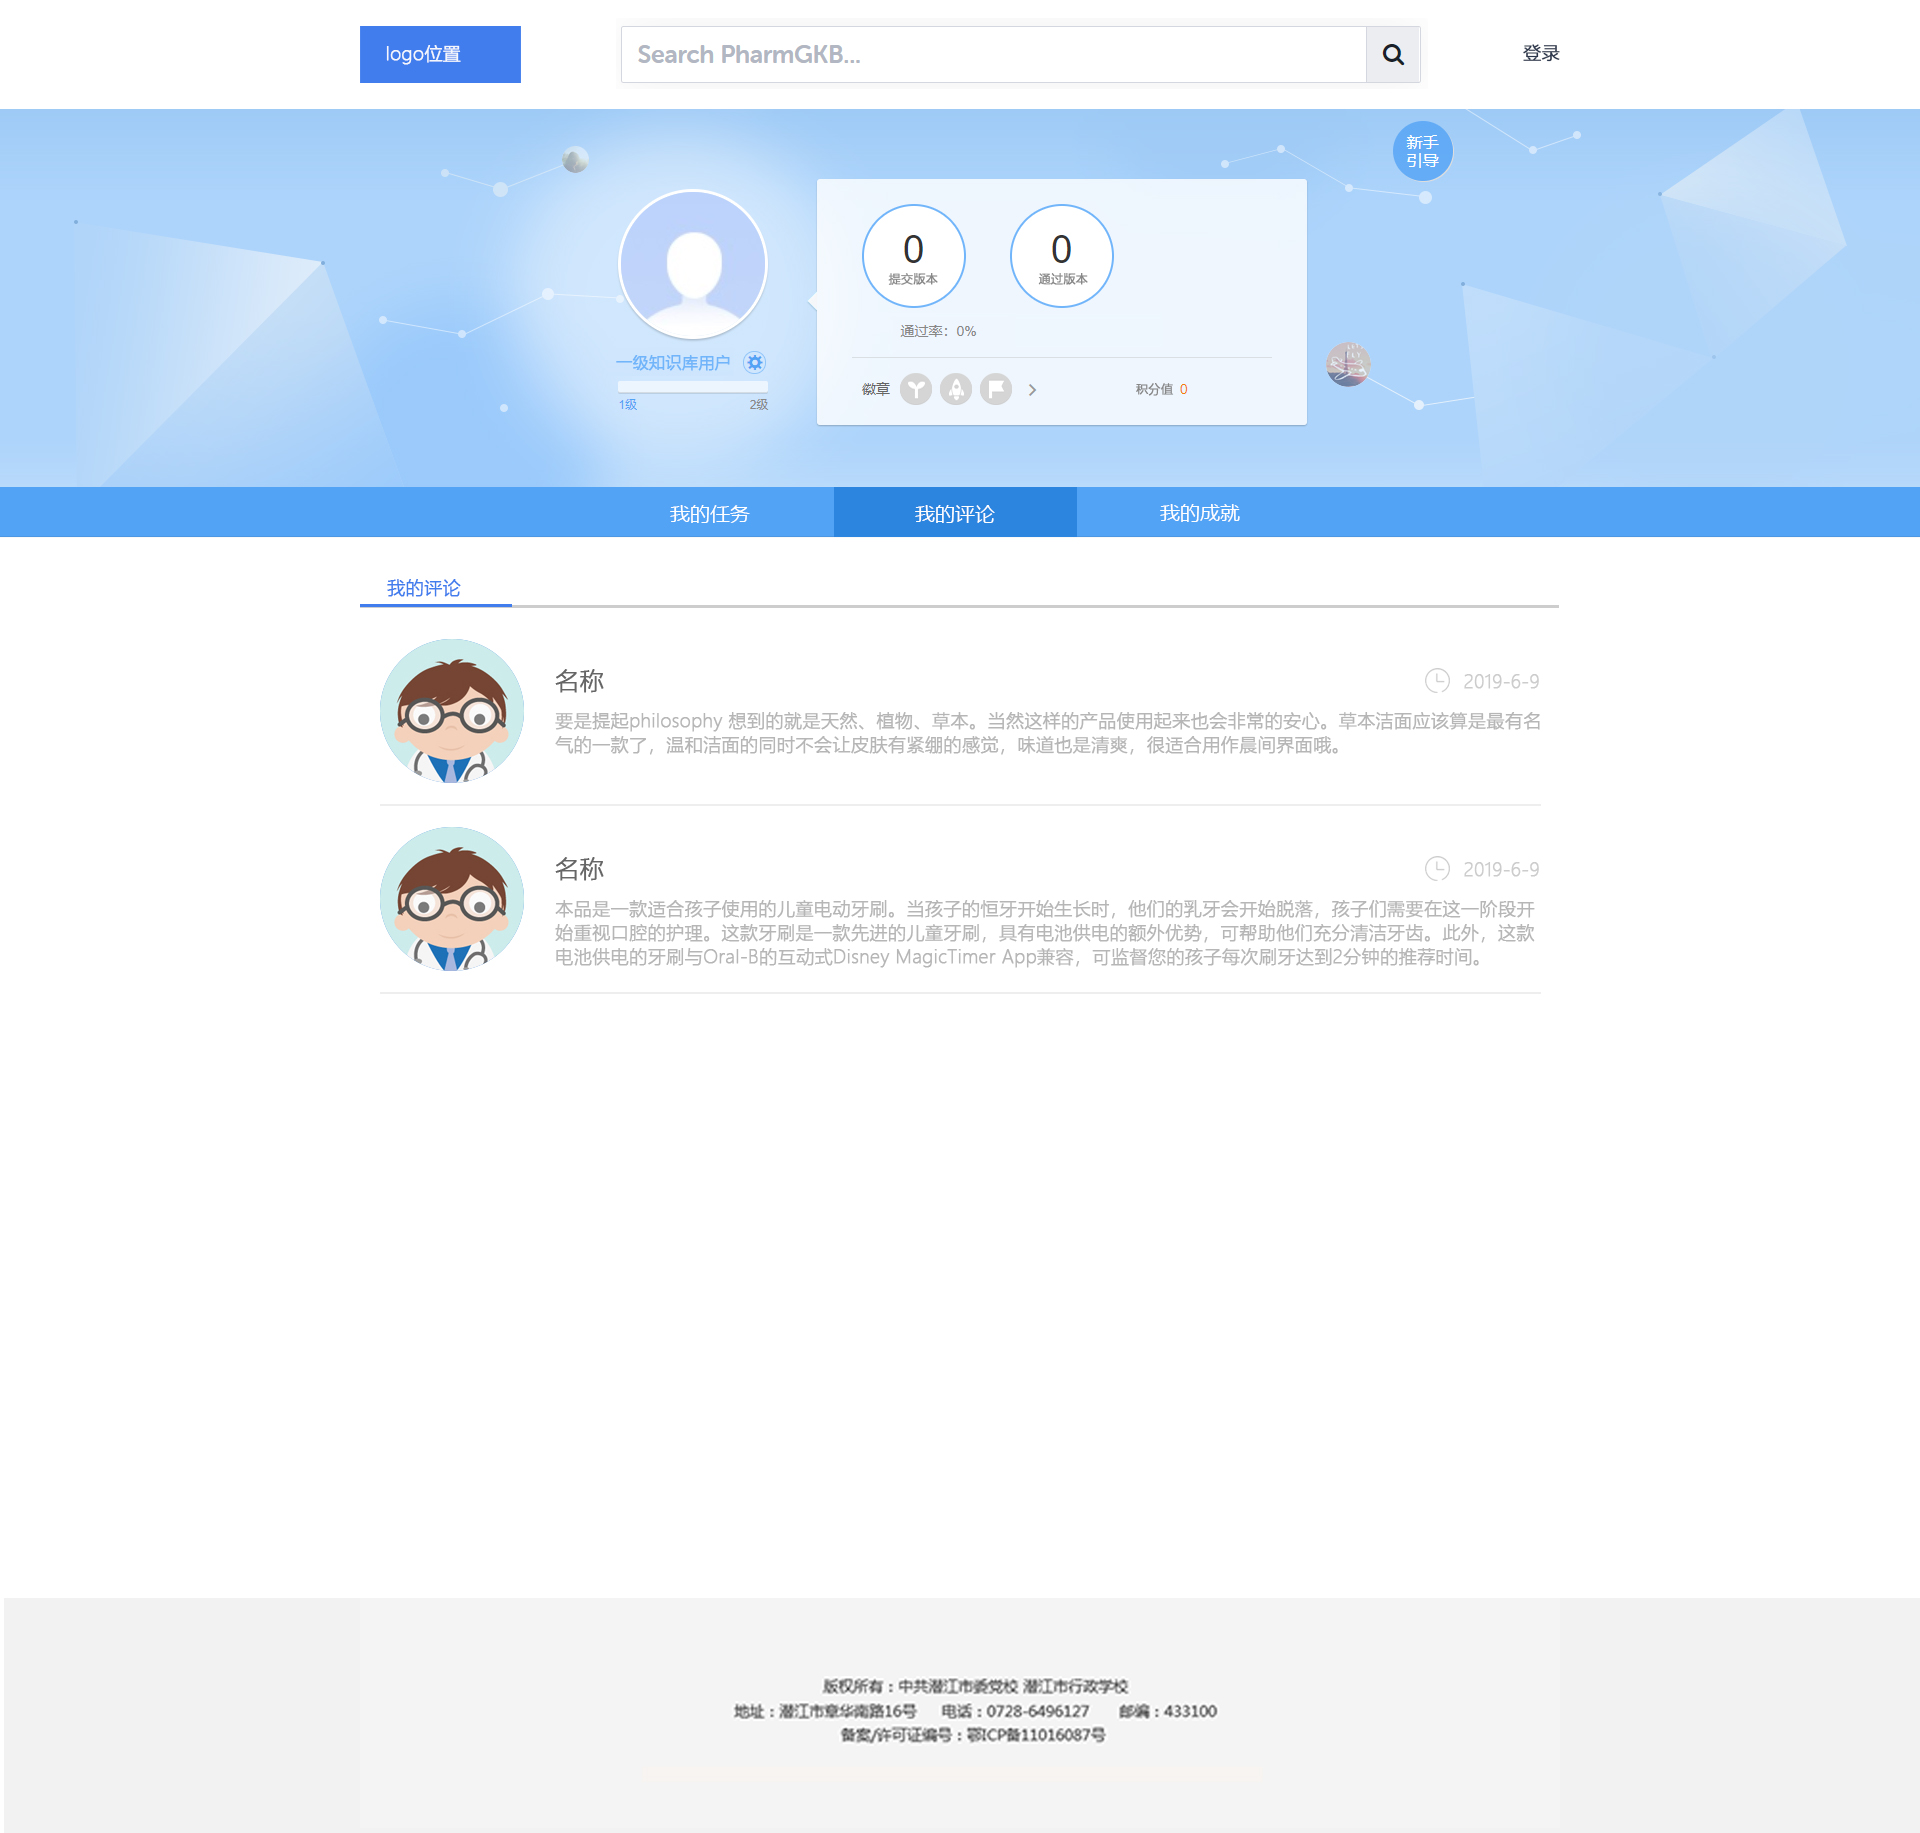 logo位置
Search PharmGKB...
登录
新手
引导
0
提交版本
0
通过版本
通过率：0%
一级知识库用户
1级
2级
徽章
积分值 0
我的任务
我的评论
我的成就
我的评论
名称
2019-6-9
要是提起philosophy 想到的就是天然、植物、草本。当然这样的产品使用起来也会非常的安心。草本洁面应该算是最有名
气的一款了，温和洁面的同时不会让皮肤有紧绷的感觉，味道也是清爽，很适合用作晨间界面哦。
名称
2019-6-9
本品是一款适合孩子使用的儿童电动牙刷。当孩子的恒牙开始生长时，他们的乳牙会开始脱落，孩子们需要在这一阶段开
始重视口腔的护理。这款牙刷是一款先进的儿童牙刷，具有电池供电的额外优势，可帮助他们充分清洁牙齿。此外，这款
电池供电的牙刷与Oral-B的互动式Disney MagicTimer App兼容，可监督您的孩子每次刷牙达到2分钟的推荐时间。
版权所有：中共潜江市委党校 潜江市行政学校
地址：潜江市章华南路16号 电话：0728-6496127 邮编：433100
备案/许可证编号：鄂ICP备11016087号